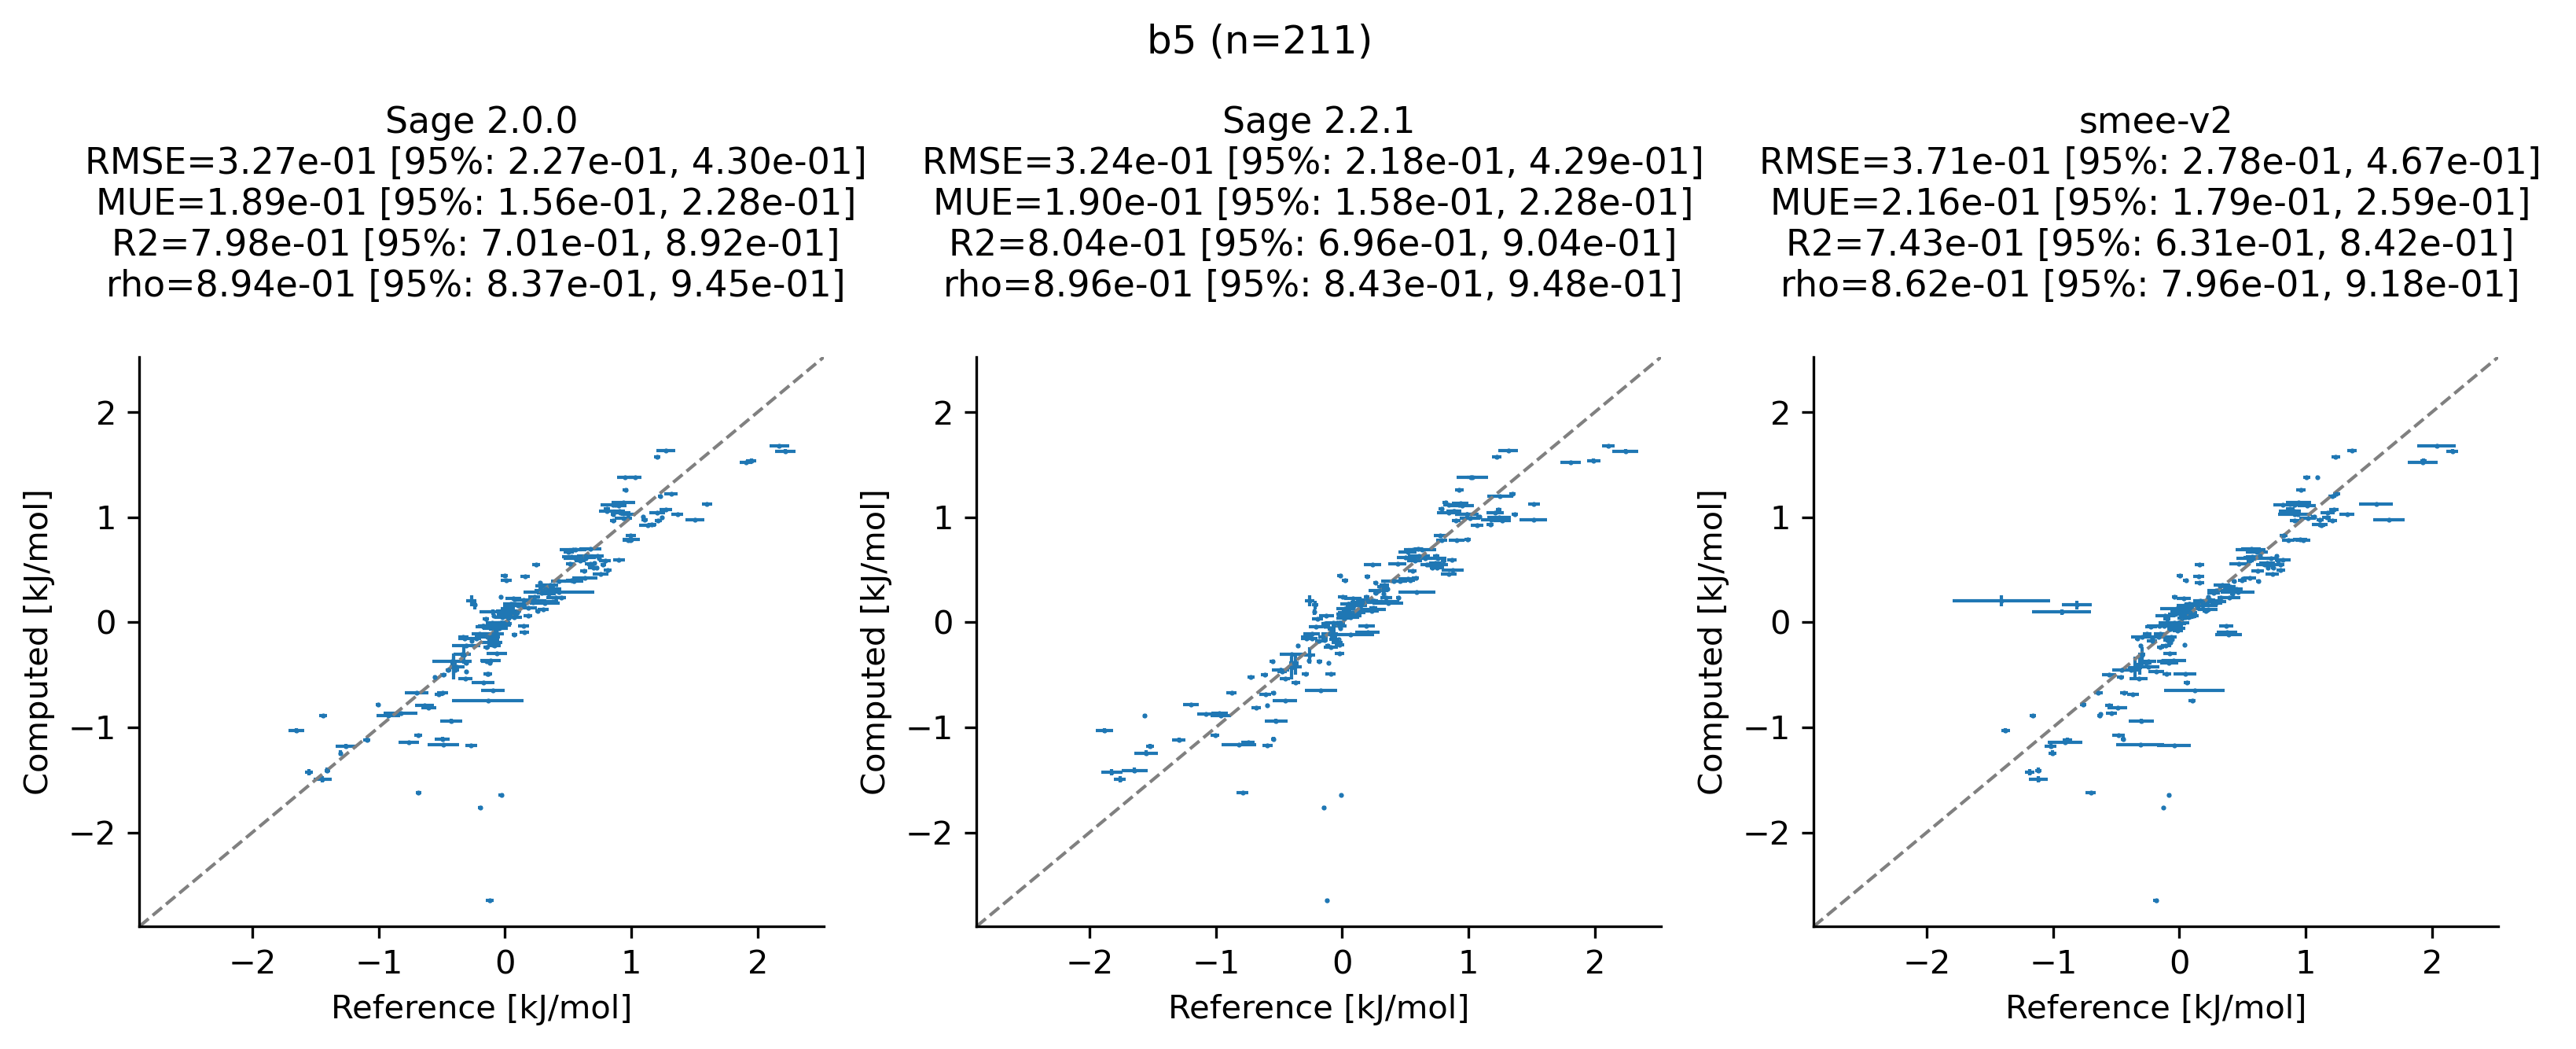 b5 (n=211)
Sage 2.0.0
RMSE=3.27e-01 [95%: 2.27e-01, 4.30e-01]
MUE=1.89e-01 [95%: 1.56e-01, 2.28e-01]
R2=7.98e-01 [95%: 7.01e-01, 8.92e-01]
rho=8.94e-01 [95%: 8.37e-01, 9.45e-01]
Computed [kJ/mol]
2
1
0
−1
−2
−2 −1 0 1 2
Reference [kJ/mol]
Sage 2.2.1
RMSE=3.24e-01 [95%: 2.18e-01, 4.29e-01]
MUE=1.90e-01 [95%: 1.58e-01, 2.28e-01]
R2=8.04e-01 [95%: 6.96e-01, 9.04e-01]
rho=8.96e-01 [95%: 8.43e-01, 9.48e-01]
Computed [kJ/mol]
2
1
0
−1
−2
−2 −1 0 1 2
Reference [kJ/mol]
smee-v2
RMSE=3.71e-01 [95%: 2.78e-01, 4.67e-01]
MUE=2.16e-01 [95%: 1.79e-01, 2.59e-01]
R2=7.43e-01 [95%: 6.31e-01, 8.42e-01]
rho=8.62e-01 [95%: 7.96e-01, 9.18e-01]
Computed [kJ/mol]
2
1
0
−1
−2
−2 −1 0 1 2
Reference [kJ/mol]